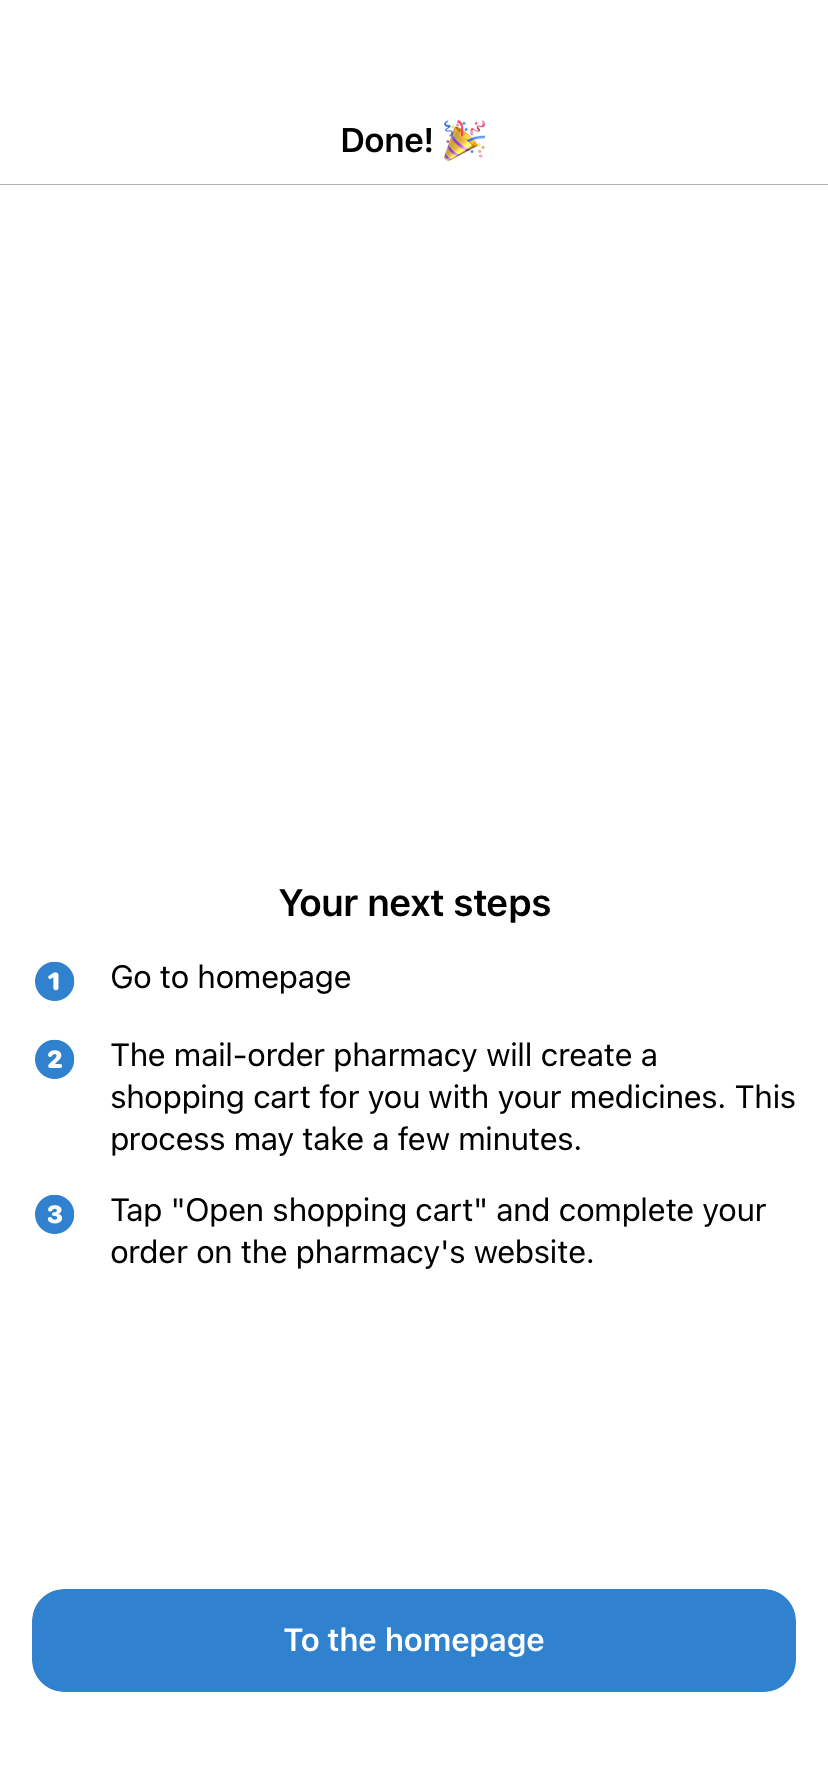 Done! 🎉
Your next steps
1 Go to homepage
2 The mail-order pharmacy will create a
shopping cart for you with your medicines. This
process may take a few minutes.
3 Tap "Open shopping cart" and complete your
order on the pharmacy's website.
To the homepage